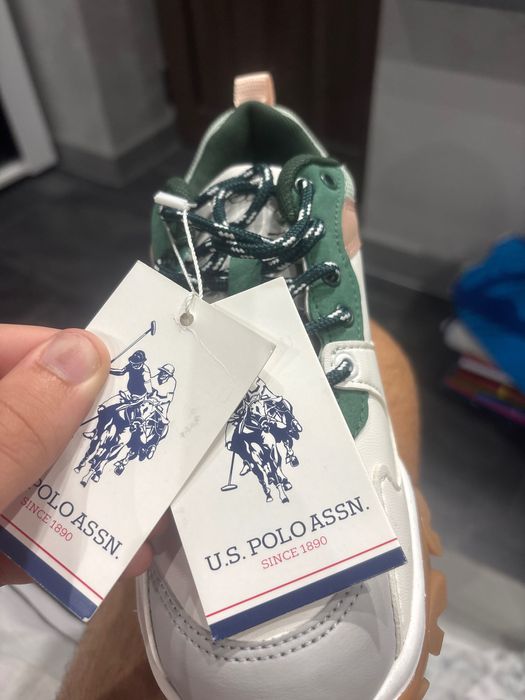 POLO ASSN.
SINCE 1890
U.S. POLO ASSN.
SINCE 1890